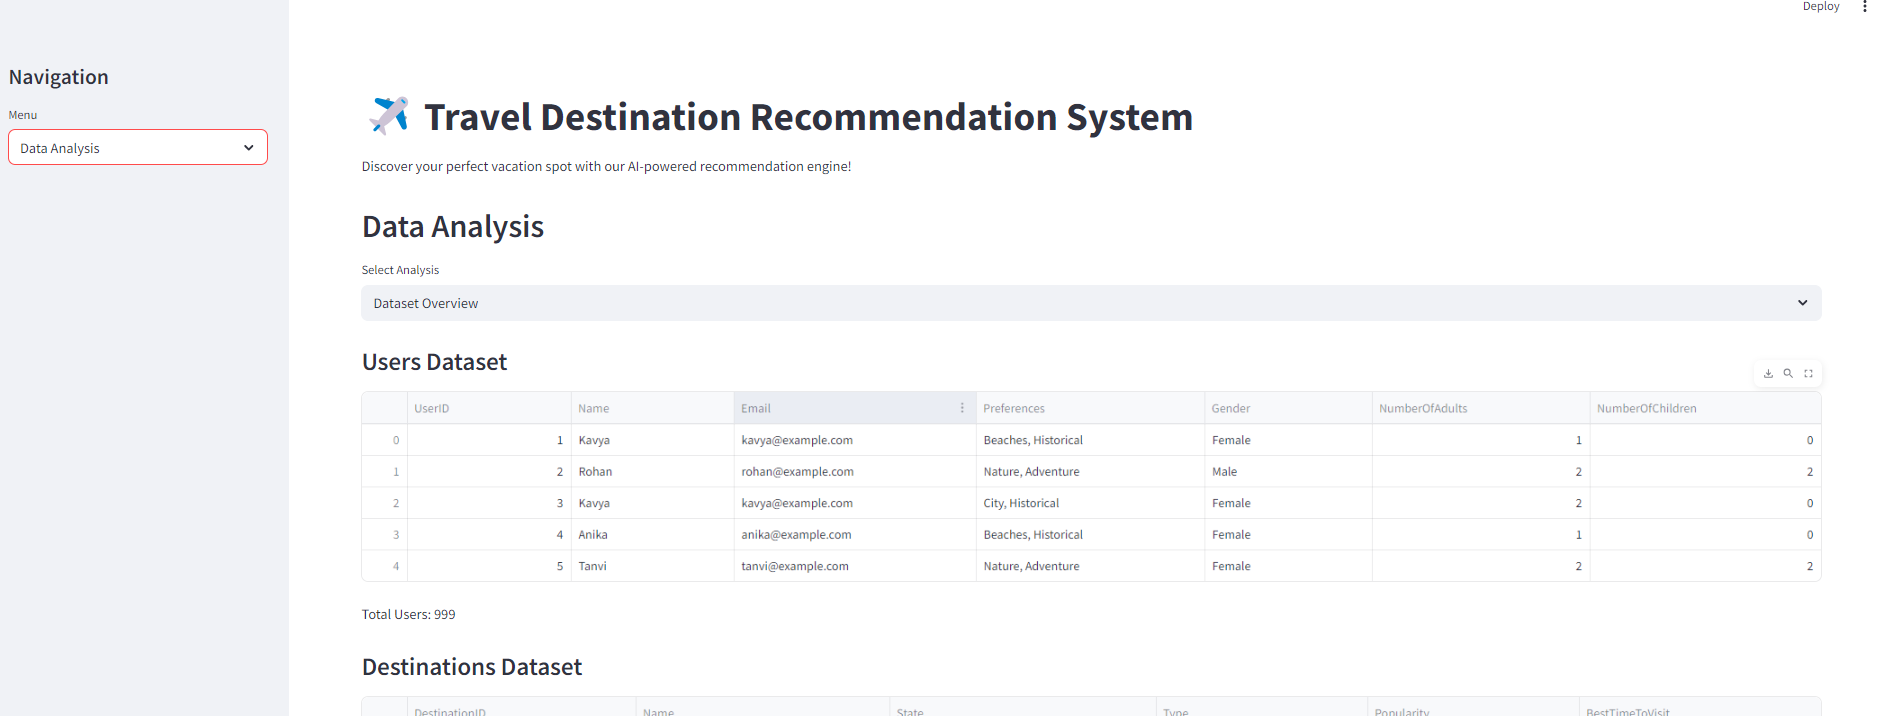 Deploy
Navigation
Menu
Data Analysis
Travel Destination Recommendation System
Discover your perfect vacation spot with our AI-powered recommendation engine!
Data Analysis
Select Analysis
Dataset Overview
Users Dataset
UserID Name Email Preferences Gender NumberOfAdults NumberOfChildren
0 1 Kavya kavya@example.com Beaches, Historical Female 1 0
1 2 Rohan rohan@example.com Nature, Adventure Male 2 2
2 3 Kavya kavya@example.com City, Historical Female 2 0
3 4 Anika anika@example.com Beaches, Historical Female 1 0
4 5 Tanvi tanvi@example.com Nature, Adventure Female 2 2
Total Users: 999
Destinations Dataset
DestinationID Name State Type Popularity BestTimeToVisit